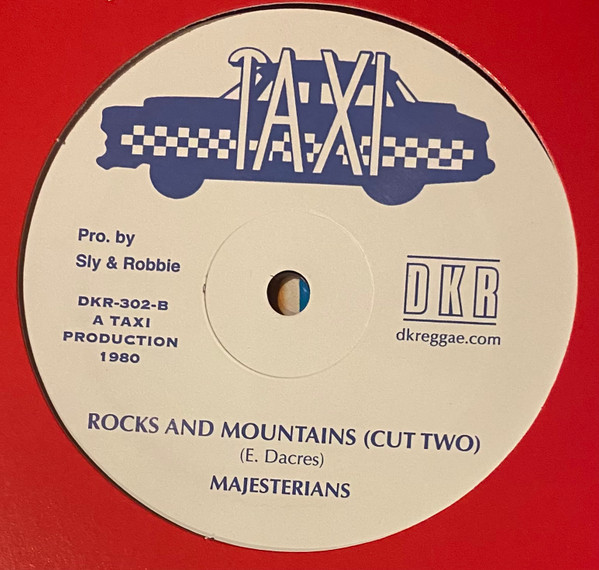 TAXI
Pro. by
Sly & Robbie
DKR-302-B
A TAXI
PRODUCTION
1980
DKR
dkreggae.com
ROCKS AND MOUNTAINS (CUT TWO)
(E. Dacres)
MAJESTERIANS